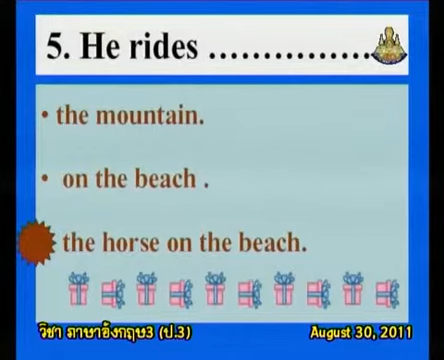 5. He rides ……………..
• the mountain.
• on the beach .
the horse on the beach.
วิชา ภาษาอังกฤษ3 (ป.3)
August 30, 2011